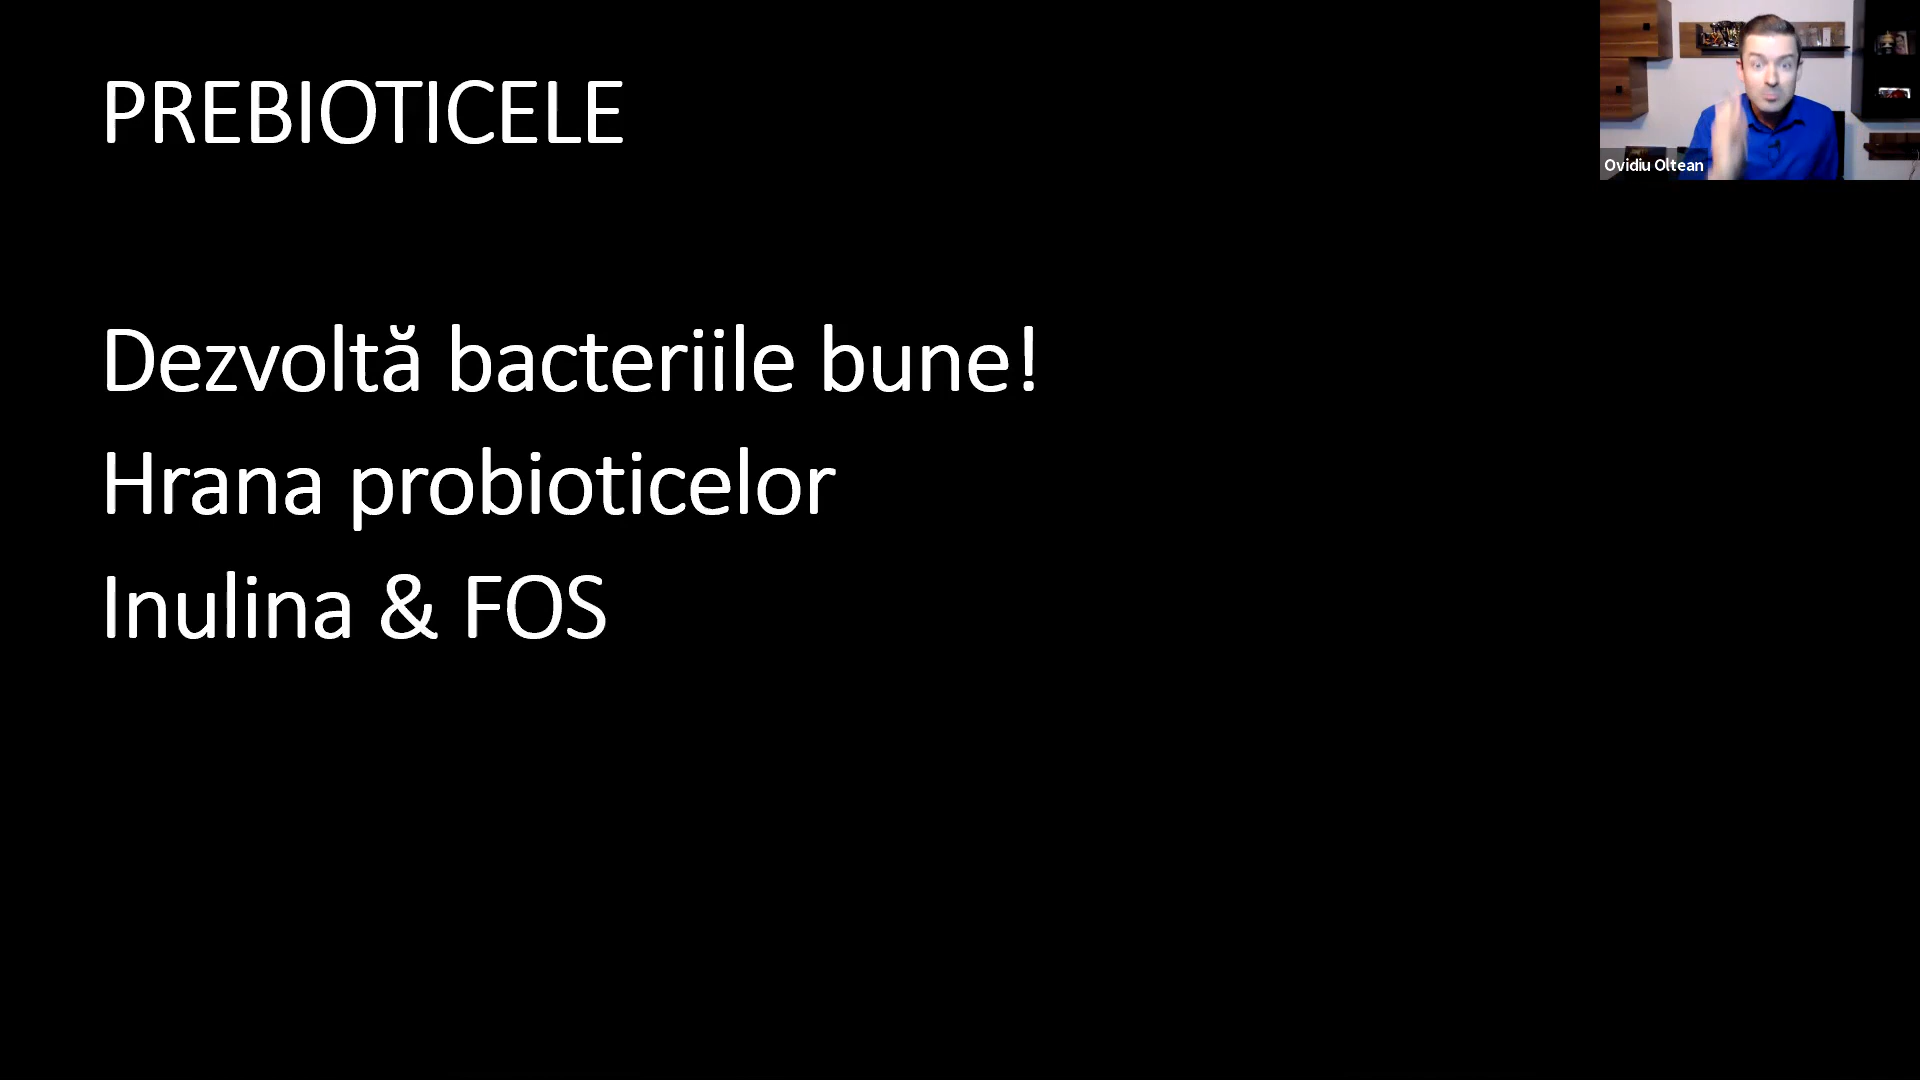 PREBIOTICELE
Ovidiu Oltean
Dezvoltă bacteriile bune!
Hrana probioticelor
Inulina & FOS